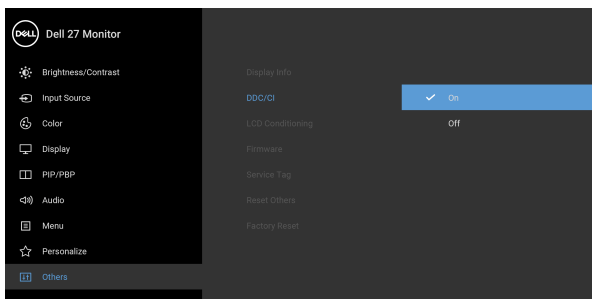 DELL Dell 27 Monitor
Brightness/Contrast
Display Info
Input Source
DDC/CI
On
Color
LCD Conditioning
Off
Display
Firmware
PIP/PBP
Service Tag
Audio
Reset Others
Menu
Factory Reset
Personalize
Others